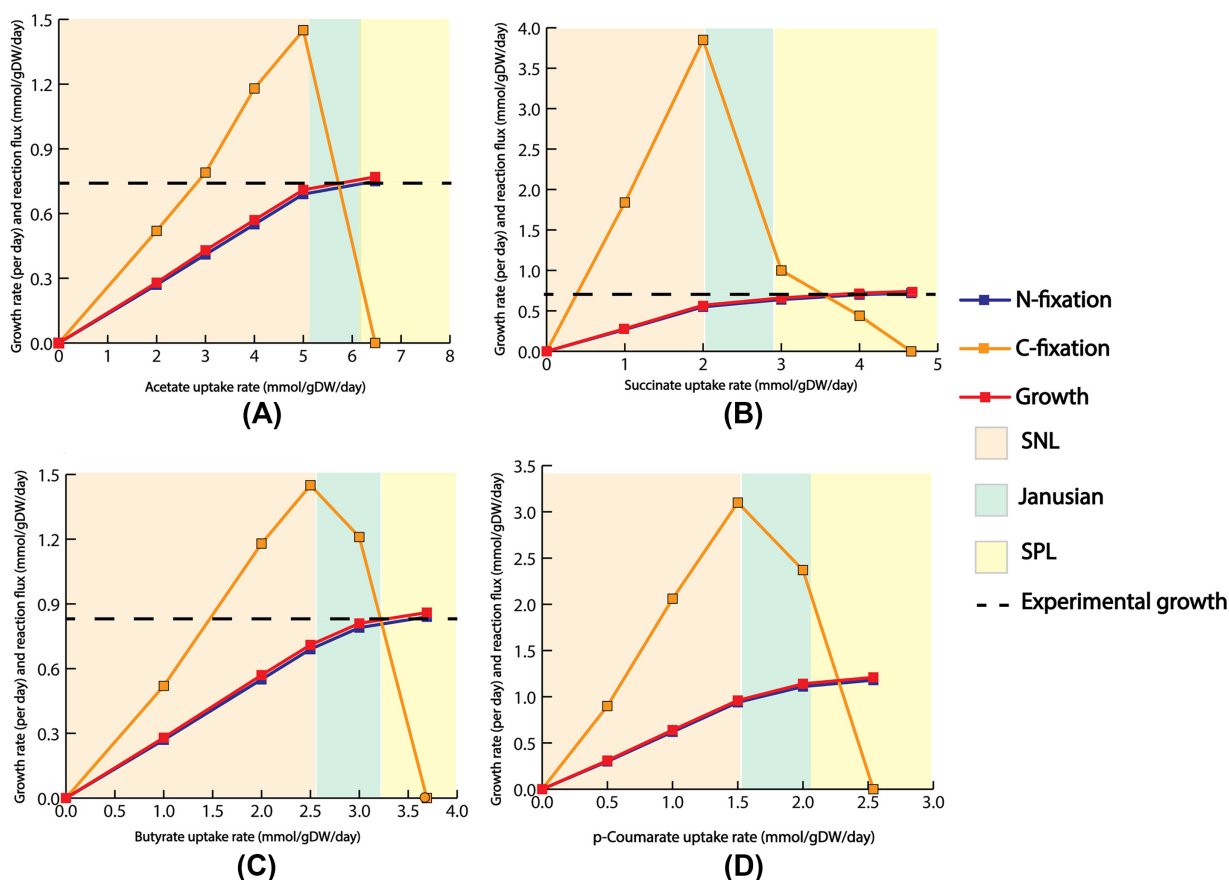 Growth rate (per day) and reaction flux (mmol/gDW/day)
1.5
1.2
0.9
0.6
0.3
0.0
0 2 3 4 5 6 7 8
Acetate uptake rate (mmol/gDW/day)
(A)
Growth rate (per day) and reaction flux (mmol/gDW/day)
4.0
3.5
3.0
2.5
2.0
1.5
1.0
0.5
0.0
0 1 2 3 4 5
Succinate uptake rate (mmol/gDW/day)
(B)
N-fixation
C-fixation
Growth
SNL
Janusian
SPL
Experimental growth
Growth rate (per day) and reaction flux (mmol/gDW/day)
1.5
1.2
0.9
0.6
0.3
0.0
0.0 0.5 1.0 1.5 2.0 2.5 3.0 3.5 4.0
Butyrate uptake rate (mmol/gDW/day)
(C)
Growth rate (per day) and reaction flux (mmol/gDW/day)
3.5
3.0
2.5
2.0
1.5
1.0
0.5
0.0
0.0 0.5 1.0 1.5 2.0 2.5 3.0
p-Coumarate uptake rate (mmol/gDW/day)
(D)